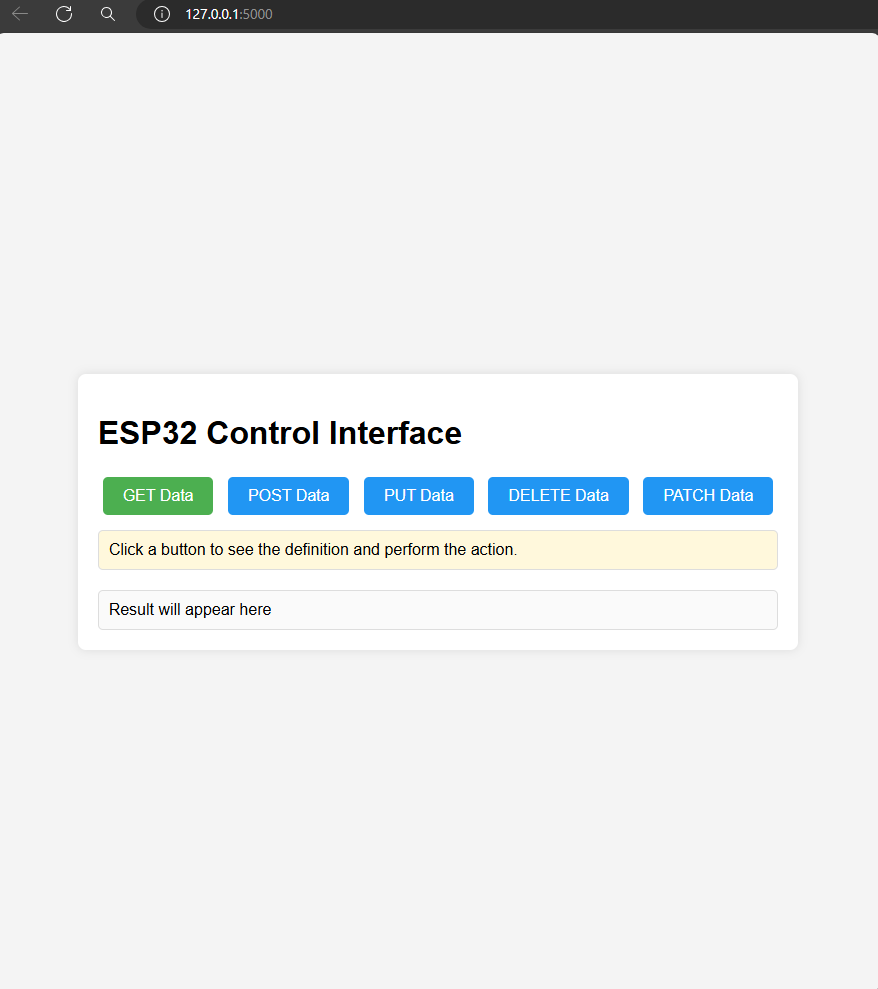 127.0.0.1:5000
ESP32 Control Interface
GET Data POST Data PUT Data DELETE Data PATCH Data
Click a button to see the definition and perform the action.
Result will appear here